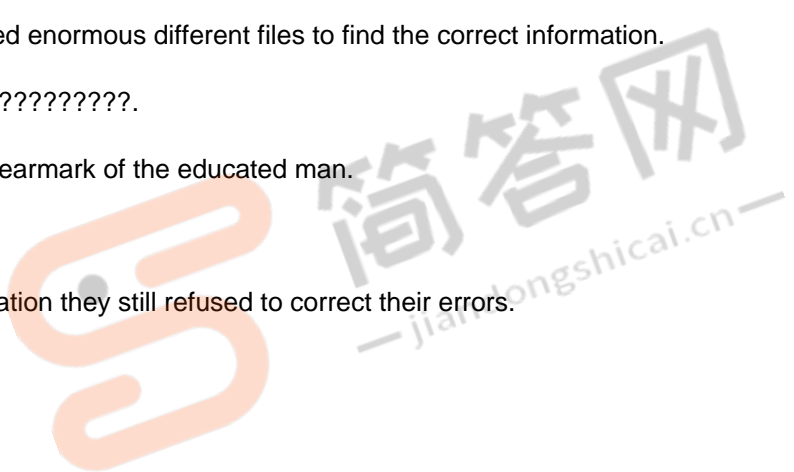 ed enormous different files to find the correct information.
?????????.
earmark of the educated man.
ation they still refused to correct their errors.
简答网
jiandongshicai.cn